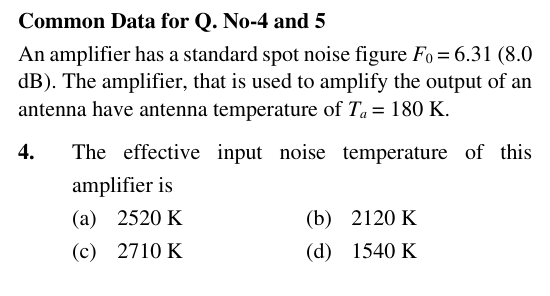 Common Data for Q. No-4 and 5
An amplifier has a standard spot noise figure F₀ = 6.31 (8.0
dB). The amplifier, that is used to amplify the output of an
antenna have antenna temperature of Tₐ = 180 K.
4. The effective input noise temperature of this
amplifier is
(a) 2520 K (b) 2120 K
(c) 2710 K (d) 1540 K